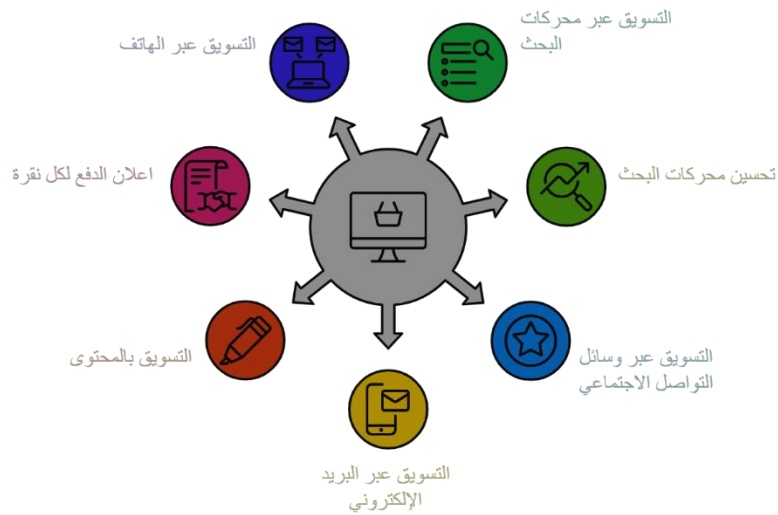 التسويق عبر محركات
البحث
التسويق عبر الهاتف
تحسين محركات البحث
اعلان الدفع لكل نقرة
التسويق عبر وسائل
التواصل الاجتماعي
التسويق بالمحتوى
التسويق عبر البريد
الإلكتروني